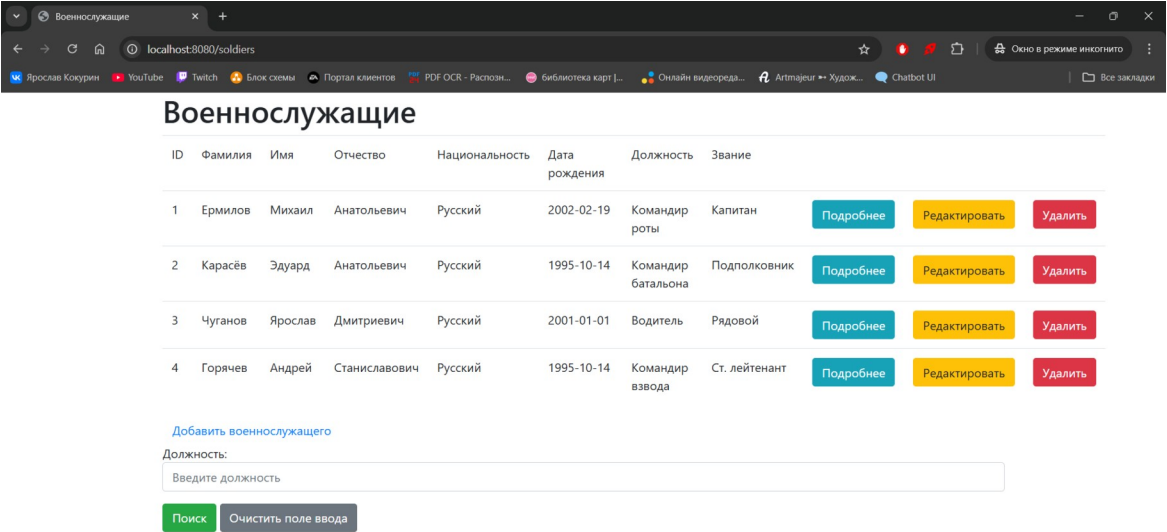 Военнослужащие
localhost:8080/soldiers
Окно в режиме инкогнито
Ярослав Кокурин YouTube Twitch Блок схемы Портал клиентов PDF OCR - Распозн... библиотека карт |... Онлайн видеореда... Artmajeur •• Худож... Chatbot UI Все закладки
Военнослужащие
ID Фамилия Имя Отчество Национальность Дата рождения Должность Звание
1 Ермилов Михаил Анатольевич Русский 2002-02-19 Командир роты Капитан Подробнее Редактировать Удалить
2 Карасёв Эдуард Анатольевич Русский 1995-10-14 Командир батальона Подполковник Подробнее Редактировать Удалить
3 Чуганов Ярослав Дмитриевич Русский 2001-01-01 Водитель Рядовой Подробнее Редактировать Удалить
4 Горячев Андрей Станиславович Русский 1995-10-14 Командир взвода Ст. лейтенант Подробнее Редактировать Удалить
Добавить военнослужащего
Должность:
Введите должность
Поиск Очистить поле ввода